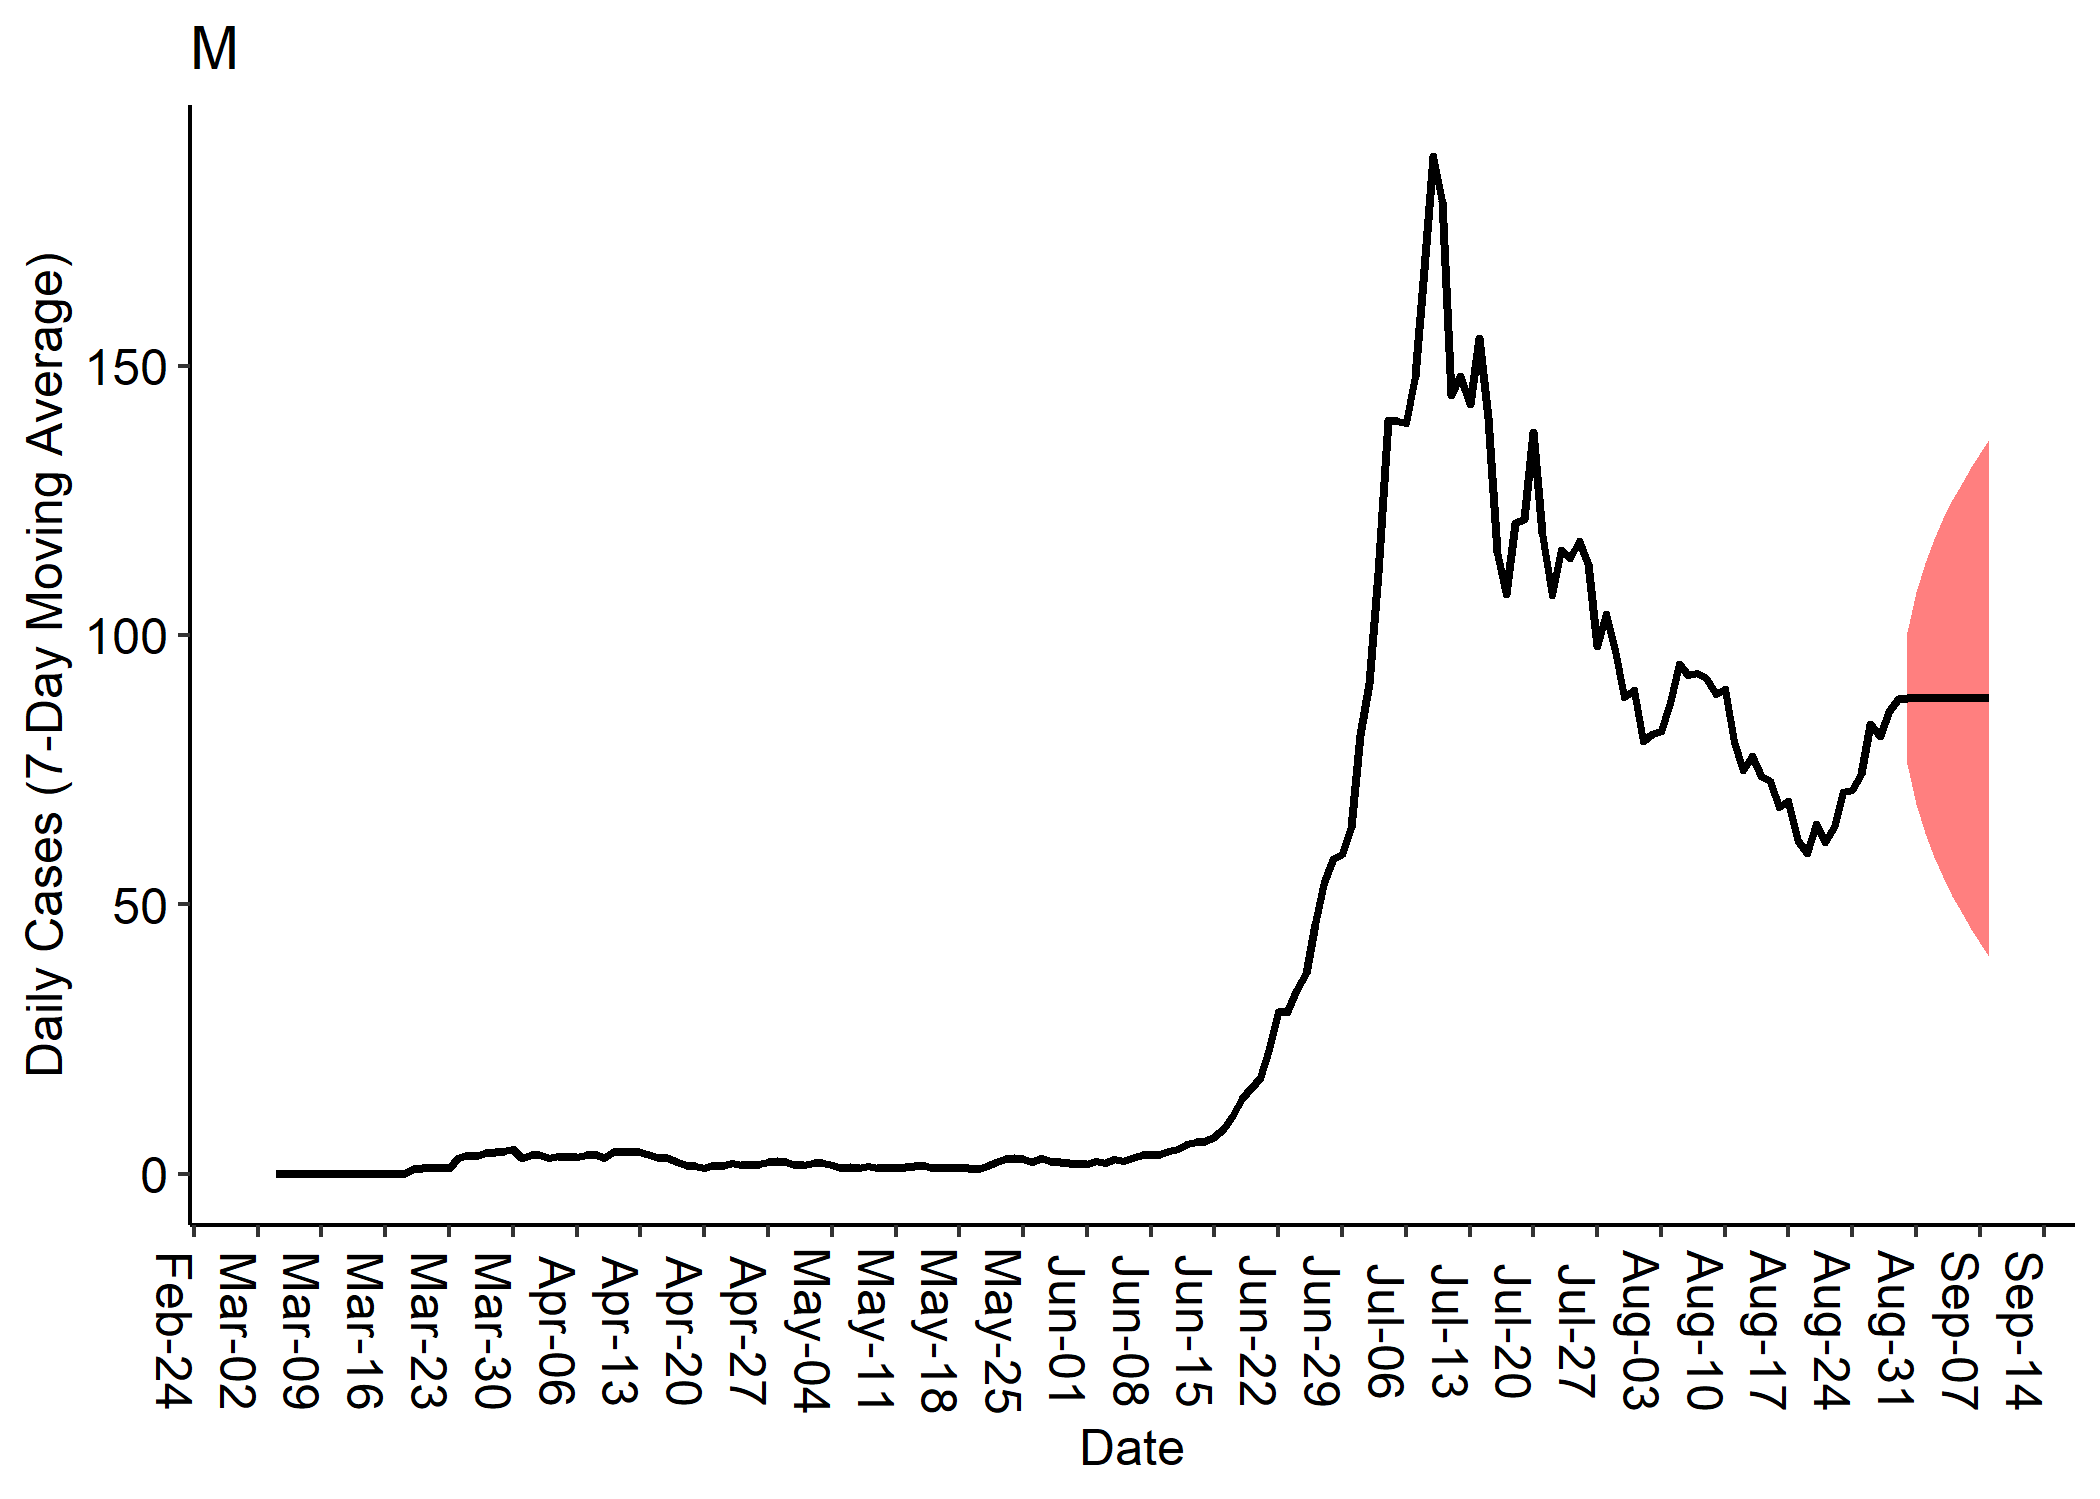 M
Daily Cases (7-Day Moving Average)
150
100
50
0
Feb-24
Mar-02
Mar-09
Mar-16
Mar-23
Mar-30
Apr-06
Apr-13
Apr-20
Apr-27
May-04
May-11
May-18
May-25
Jun-01
Jun-08
Jun-15
Jun-22
Jun-29
Jul-06
Jul-13
Jul-20
Jul-27
Aug-03
Aug-10
Aug-17
Aug-24
Aug-31
Sep-07
Sep-14
Date